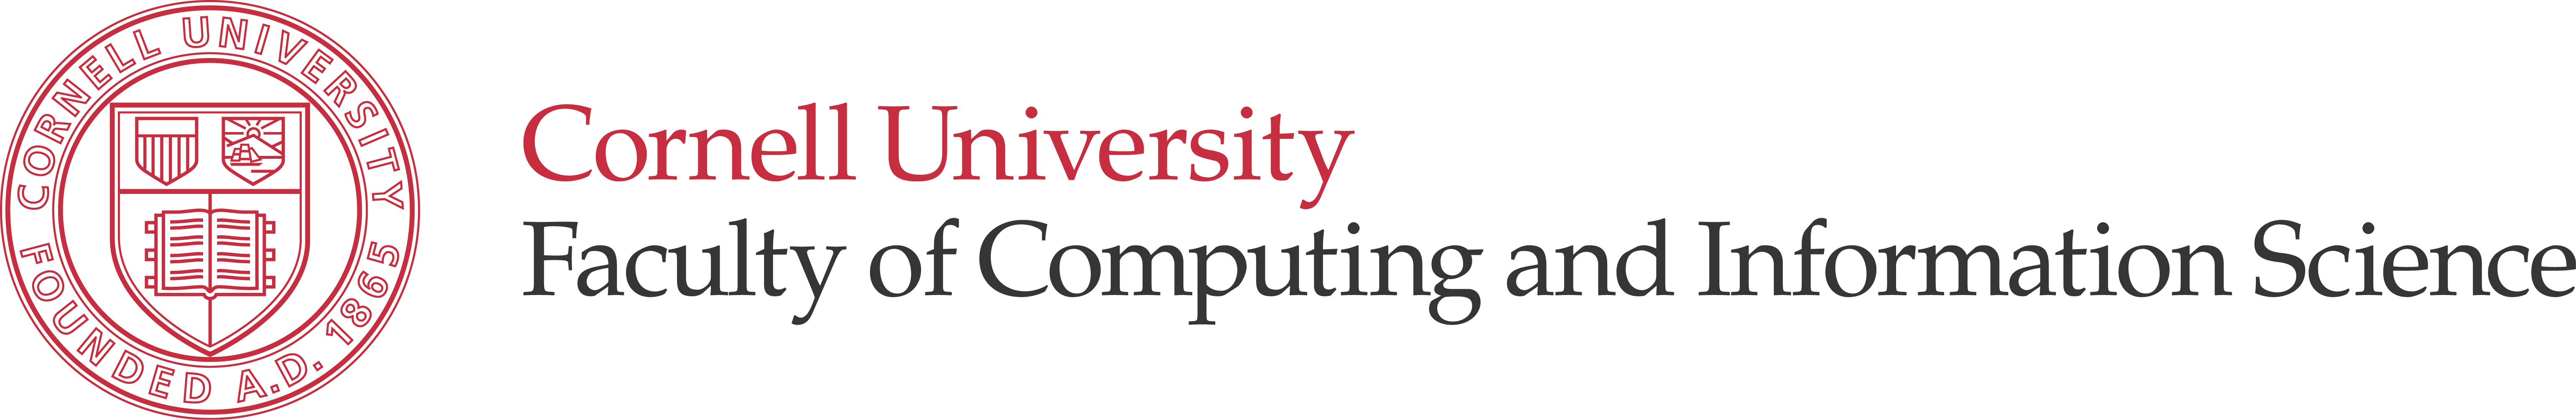 CORNELL UNIVERSITY
FOUNDED A.D. 1865
Cornell University
Faculty of Computing and Information Science